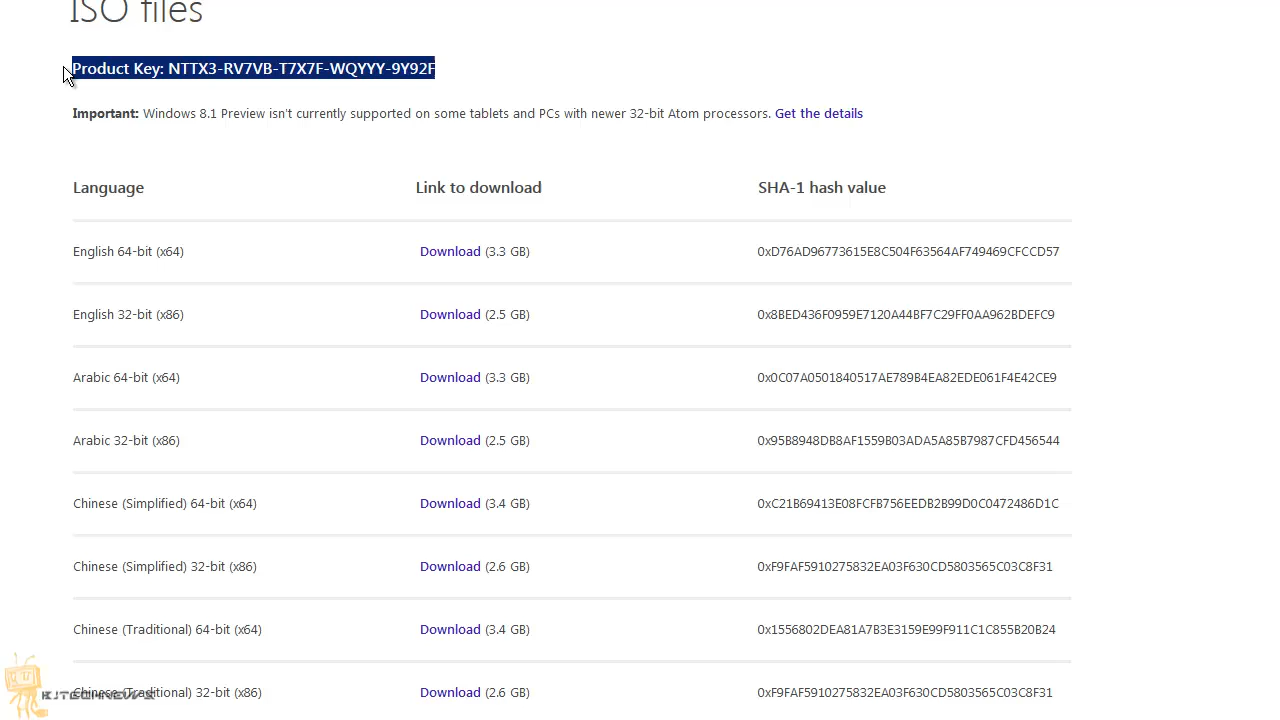 ISO files
Product Key: NTTX3-RV7VB-T7X7F-WQYYY-9Y92F
Important: Windows 8.1 Preview isn't currently supported on some tablets and PCs with newer 32-bit Atom processors. Get the details
Language Link to download SHA-1 hash value
English 64-bit (x64) Download (3.3 GB) 0xD76AD96773615E8C504F63564AF749469CFCCD57
English 32-bit (x86) Download (2.5 GB) 0x8BED436F0959E7120A44BF7C29FF0AA962BDEFC9
Arabic 64-bit (x64) Download (3.3 GB) 0x0C07A0501840517AE789B4EA82EDE061F4E42CE9
Arabic 32-bit (x86) Download (2.5 GB) 0x95B8948DB8AF1559B03ADA5A85B7987CFD456544
Chinese (Simplified) 64-bit (x64) Download (3.4 GB) 0xC21B69413E08FCFB756EEDB2B99D0C0472486D1C
Chinese (Simplified) 32-bit (x86) Download (2.6 GB) 0xF9FAF5910275832EA03F630CD5803565C03C8F31
Chinese (Traditional) 64-bit (x64) Download (3.4 GB) 0x1556802DEA81A7B3E3159E99F911C1C855B20B24
Chinese (Traditional) 32-bit (x86) Download (2.6 GB) 0xF9FAF5910275832EA03F630CD5803565C03C8F31
KJTECHNEWS